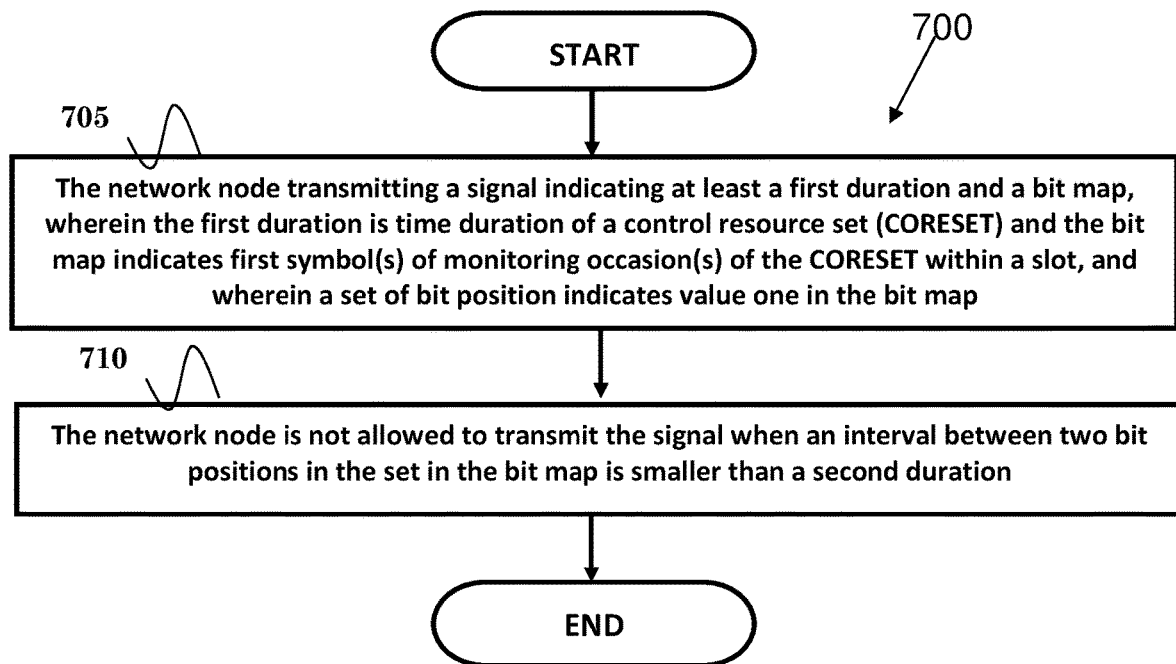 START
700
705
The network node transmitting a signal indicating at least a first duration and a bit map,
wherein the first duration is time duration of a control resource set (CORESET) and the bit
map indicates first symbol(s) of monitoring occasion(s) of the CORESET within a slot, and
wherein a set of bit position indicates value one in the bit map
710
The network node is not allowed to transmit the signal when an interval between two bit
positions in the set in the bit map is smaller than a second duration
END